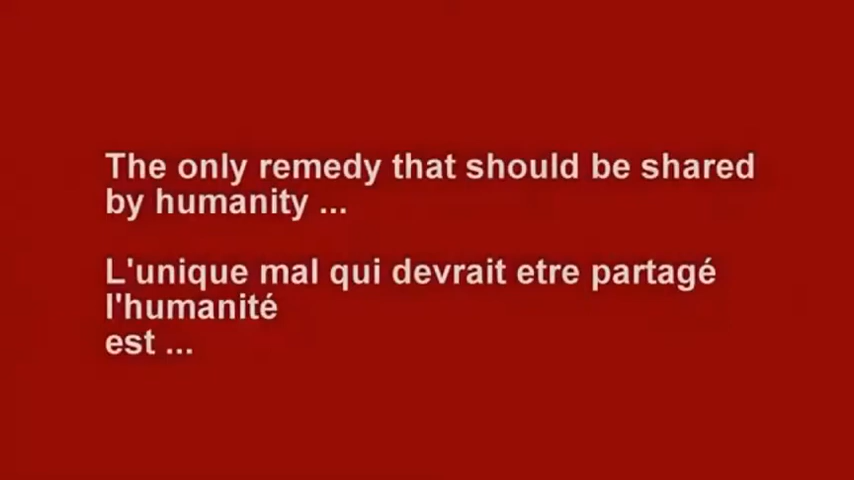 The only remedy that should be shared
by humanity ...
L'unique mal qui devrait etre partagé
l'humanité
est ...